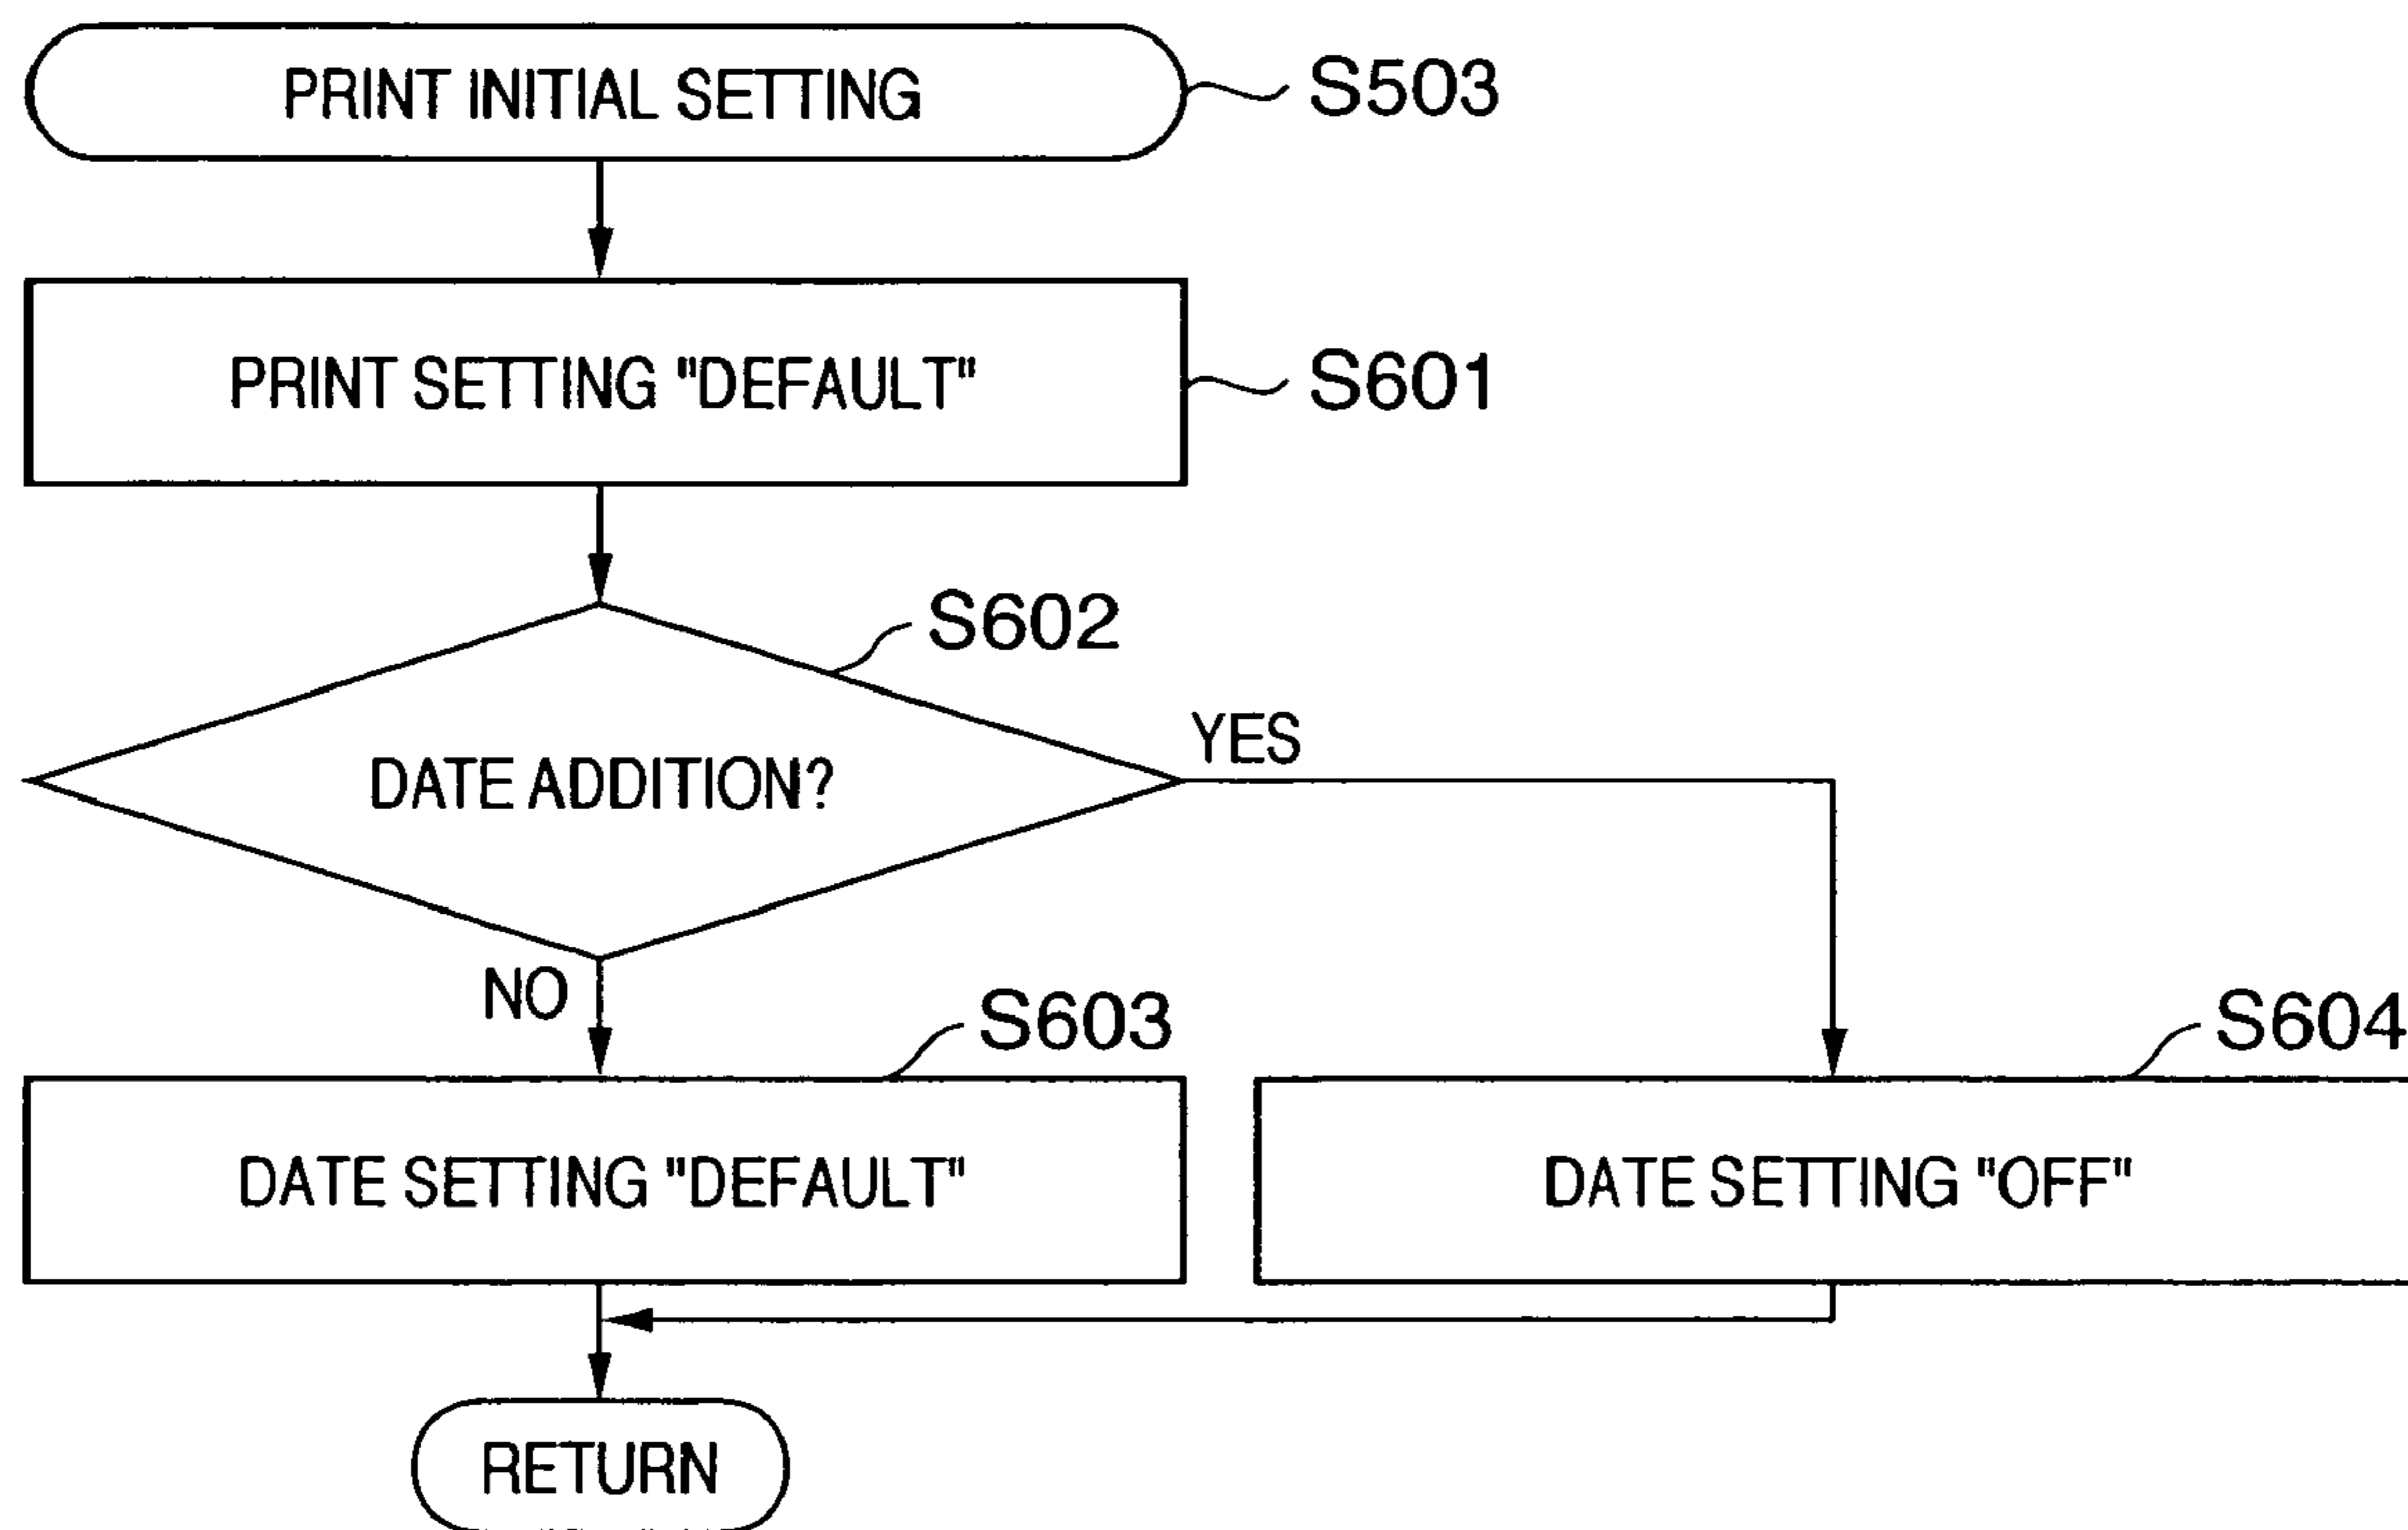 PRINT INITIAL SETTING
S503
PRINT SETTING "DEFAULT"
S601
S602
DATE ADDITION?
YES
NO
S603
S604
DATE SETTING "DEFAULT"
DATE SETTING "OFF"
RETURN